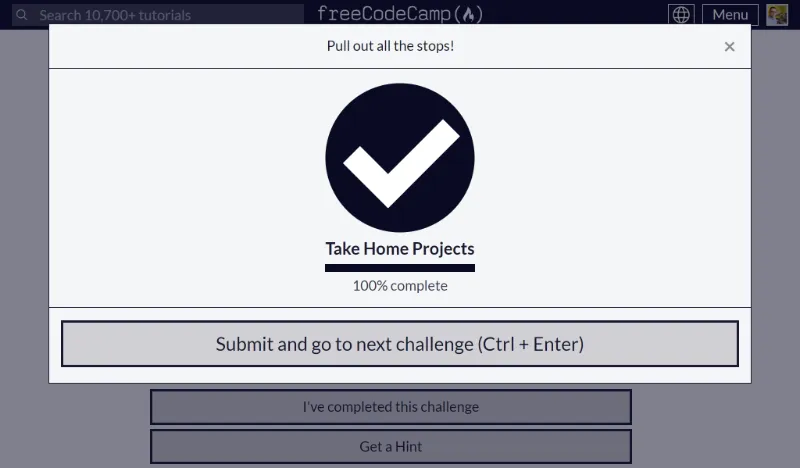 Search 10,700+ tutorials
freeCodeCamp
Menu
Pull out all the stops!
Take Home Projects
100% complete
Submit and go to next challenge (Ctrl + Enter)
I've completed this challenge
Get a Hint